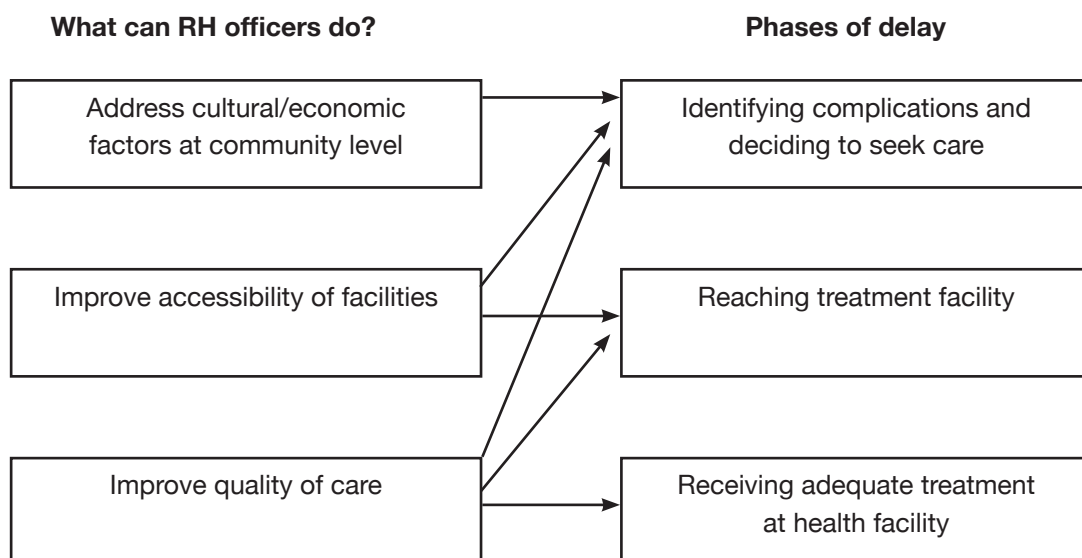 What can RH officers do?
Phases of delay
Address cultural/economic
factors at community level
Identifying complications and
deciding to seek care
Improve accessibility of facilities
Reaching treatment facility
Improve quality of care
Receiving adequate treatment
at health facility